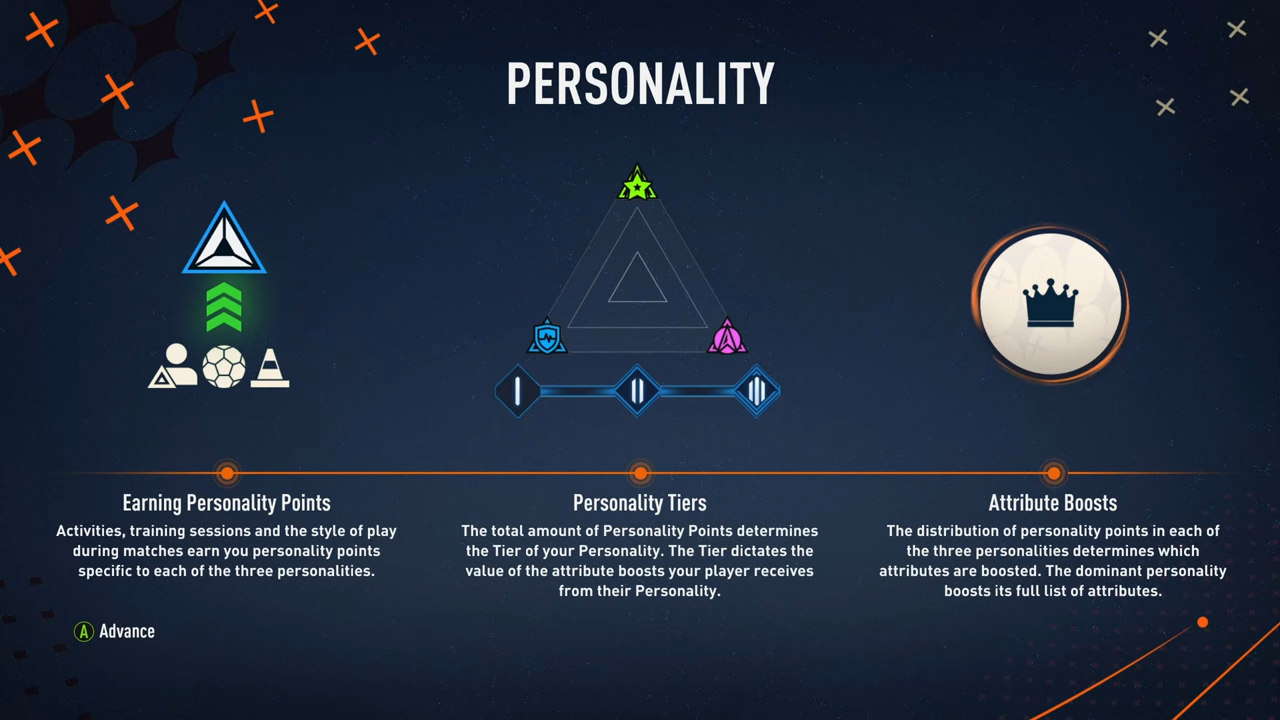 PERSONALITY
Earning Personality Points
Activities, training sessions and the style of play
during matches earn you personality points
specific to each of the three personalities.
Personality Tiers
The total amount of Personality Points determines
the Tier of your Personality. The Tier dictates the
value of the attribute boosts your player receives
from their Personality.
Attribute Boosts
The distribution of personality points in each of
the three personalities determines which
attributes are boosted. The dominant personality
boosts its full list of attributes.
A Advance